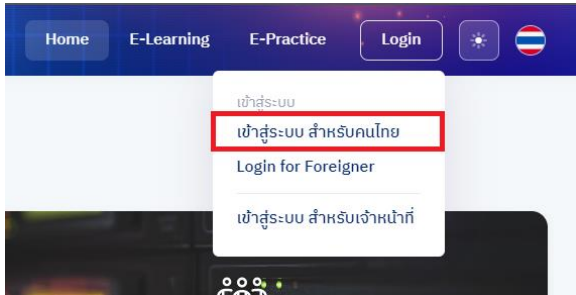 Home E-Learning E-Practice Login
เข้าสู่ระบบ
เข้าสู่ระบบ สำหรับคนไทย
Login for Foreigner
เข้าสู่ระบบ สำหรับเจ้าหน้าที่